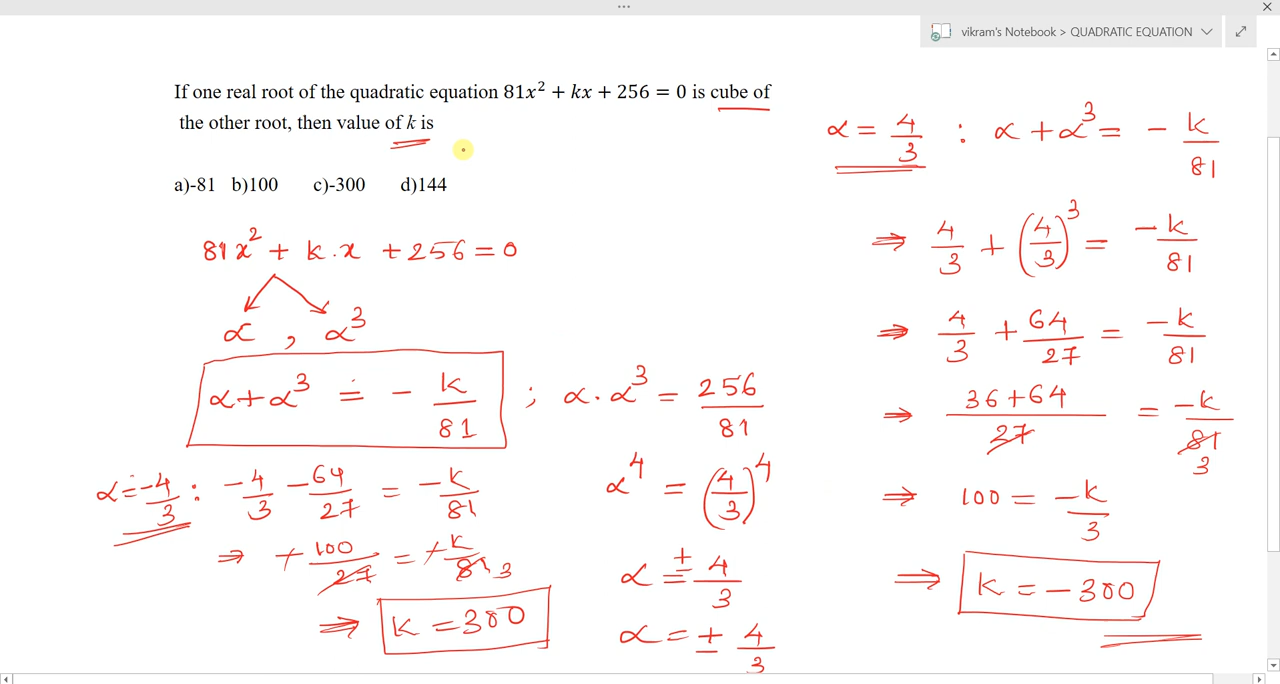 vikram's Notebook > QUADRATIC EQUATION
If one real root of the quadratic equation 81x² + kx + 256 = 0 is cube of
the other root, then value of k is
a)-81 b)100 c)-300 d)144
81x² + k.x + 256 = 0
α , α³
α + α³ = - k/81 ; α . α³ = 256/81
α⁴ = (4/3)⁴
α = ± 4/3
α = ± 4/3
α = -4/3 : -4/3 - 64/27 = -k/81
⇒ + 100/27 = + k/81 3
⇒ k = 300
α = 4/3 : α + α³ = - k/81
⇒ 4/3 + (4/3)³ = -k/81
⇒ 4/3 + 64/27 = -k/81
⇒ 36+64/27 = -k/81 3
⇒ 100 = -k/3
⇒ k = -300